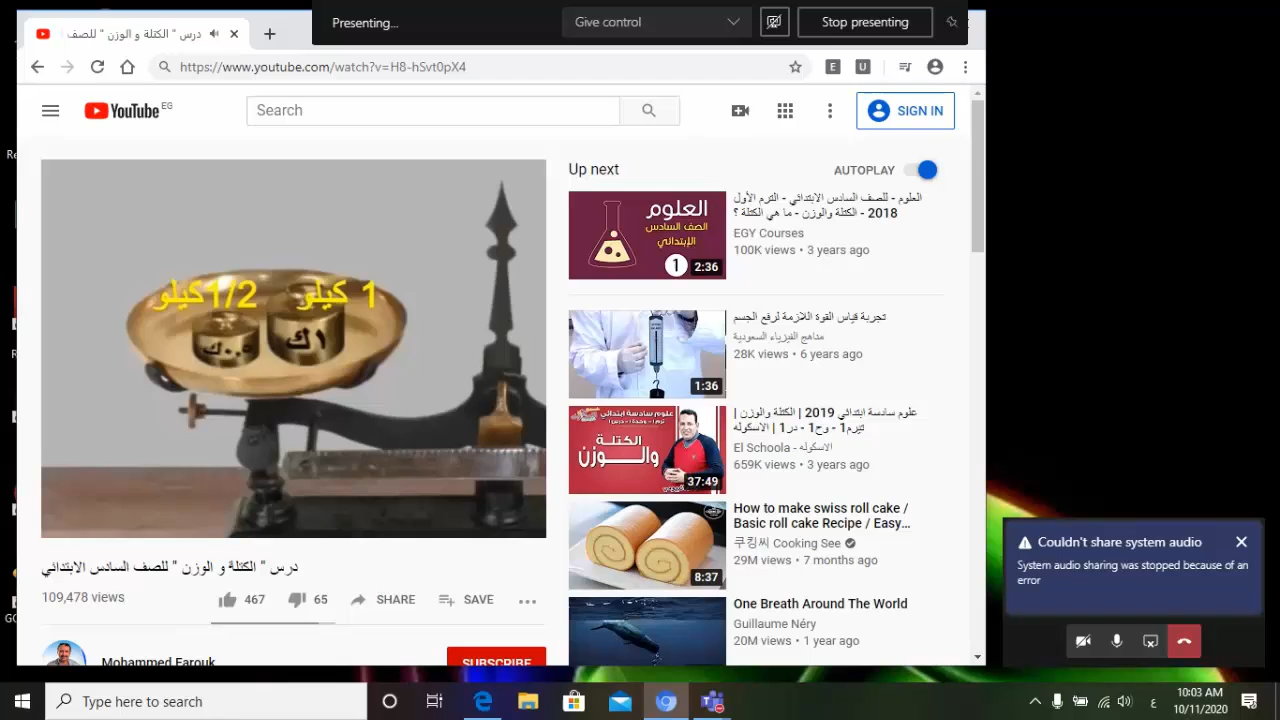 Presenting...
Give control
Stop presenting
درس " الكتلة و الوزن " للصف
https://www.youtube.com/watch?v=H8-hSvt0pX4
E
U
YouTube EG
Search
SIGN IN
1 كيلو
1/2كيلو
١ك
درس " الكتلة و الوزن " للصف السادس الابتدائي
109,478 views
467
65
SHARE
SAVE
Mohammed Farouk
SUBSCRIBE
Up next
AUTOPLAY
العلوم
الصف السادس
الإبتدائي
1
2:36
العلوم - للصف السادس الابتدائي - الترم الأول
2018 - الكتلة والوزن - ما هي الكتلة ؟
EGY Courses
100K views • 3 years ago
1:36
تجربة قياس القوة اللازمة لرفع الجسم
مناهج الفيزياء السعودية
28K views • 6 years ago
علوم سادسة ابتدائي
الكتلة
والوزن
37:49
علوم سادسة ابتدائي 2019 | الكتلة والوزن |
تيرم1 - وح1 - در1 | الاسكوله
El Schoola - الاسكوله
659K views • 3 years ago
8:37
How to make swiss roll cake /
Basic roll cake Recipe / Easy…
쿠킹씨 Cooking See
29M views • 7 months ago
One Breath Around The World
Guillaume Néry
20M views • 1 year ago
Couldn't share system audio
System audio sharing was stopped because of an
error
Type here to search
ع
10:03 AM
10/11/2020